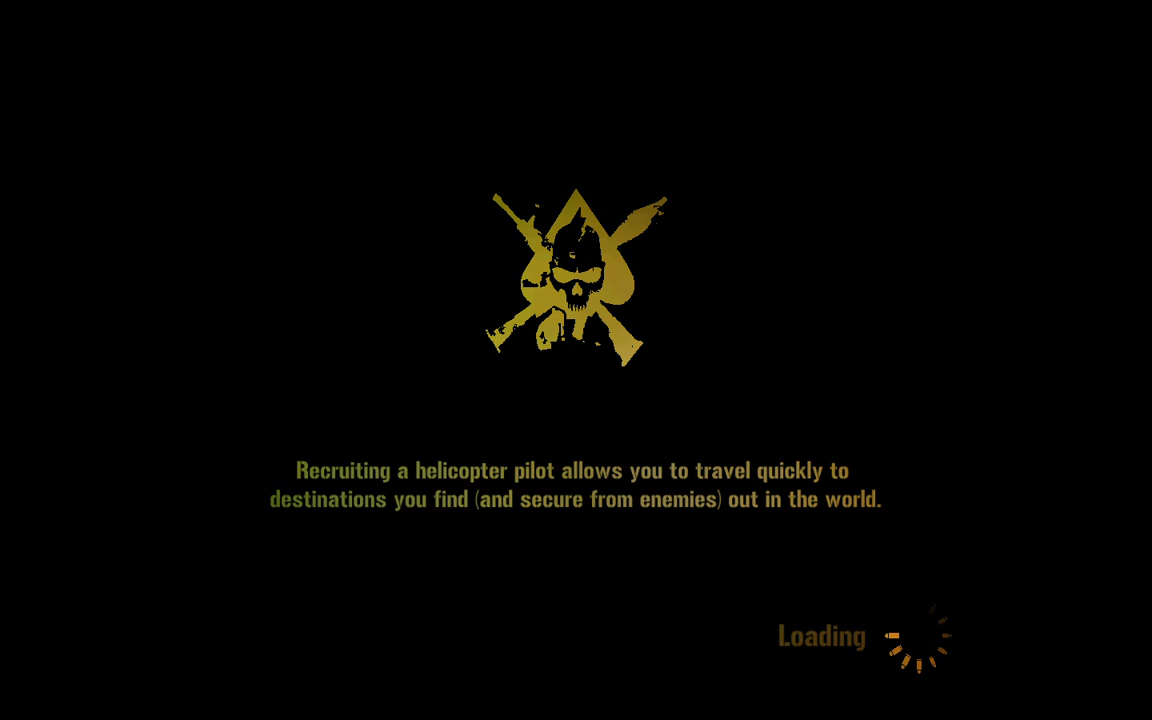 Recruiting a helicopter pilot allows you to travel quickly to
destinations you find (and secure from enemies) out in the world.
Loading